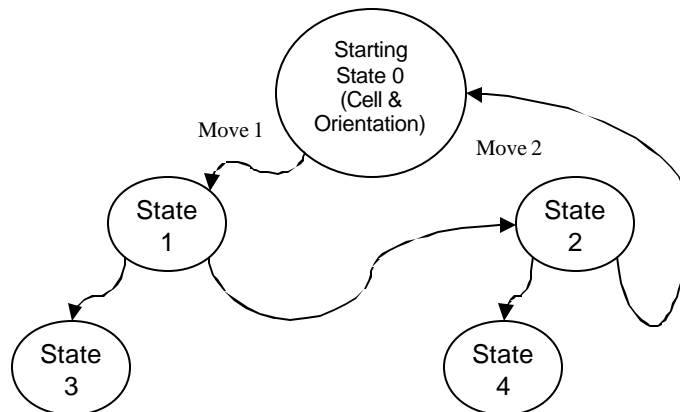 Starting
State 0
(Cell &
Orientation)
Move 1
Move 2
State
1
State
2
State
3
State
4